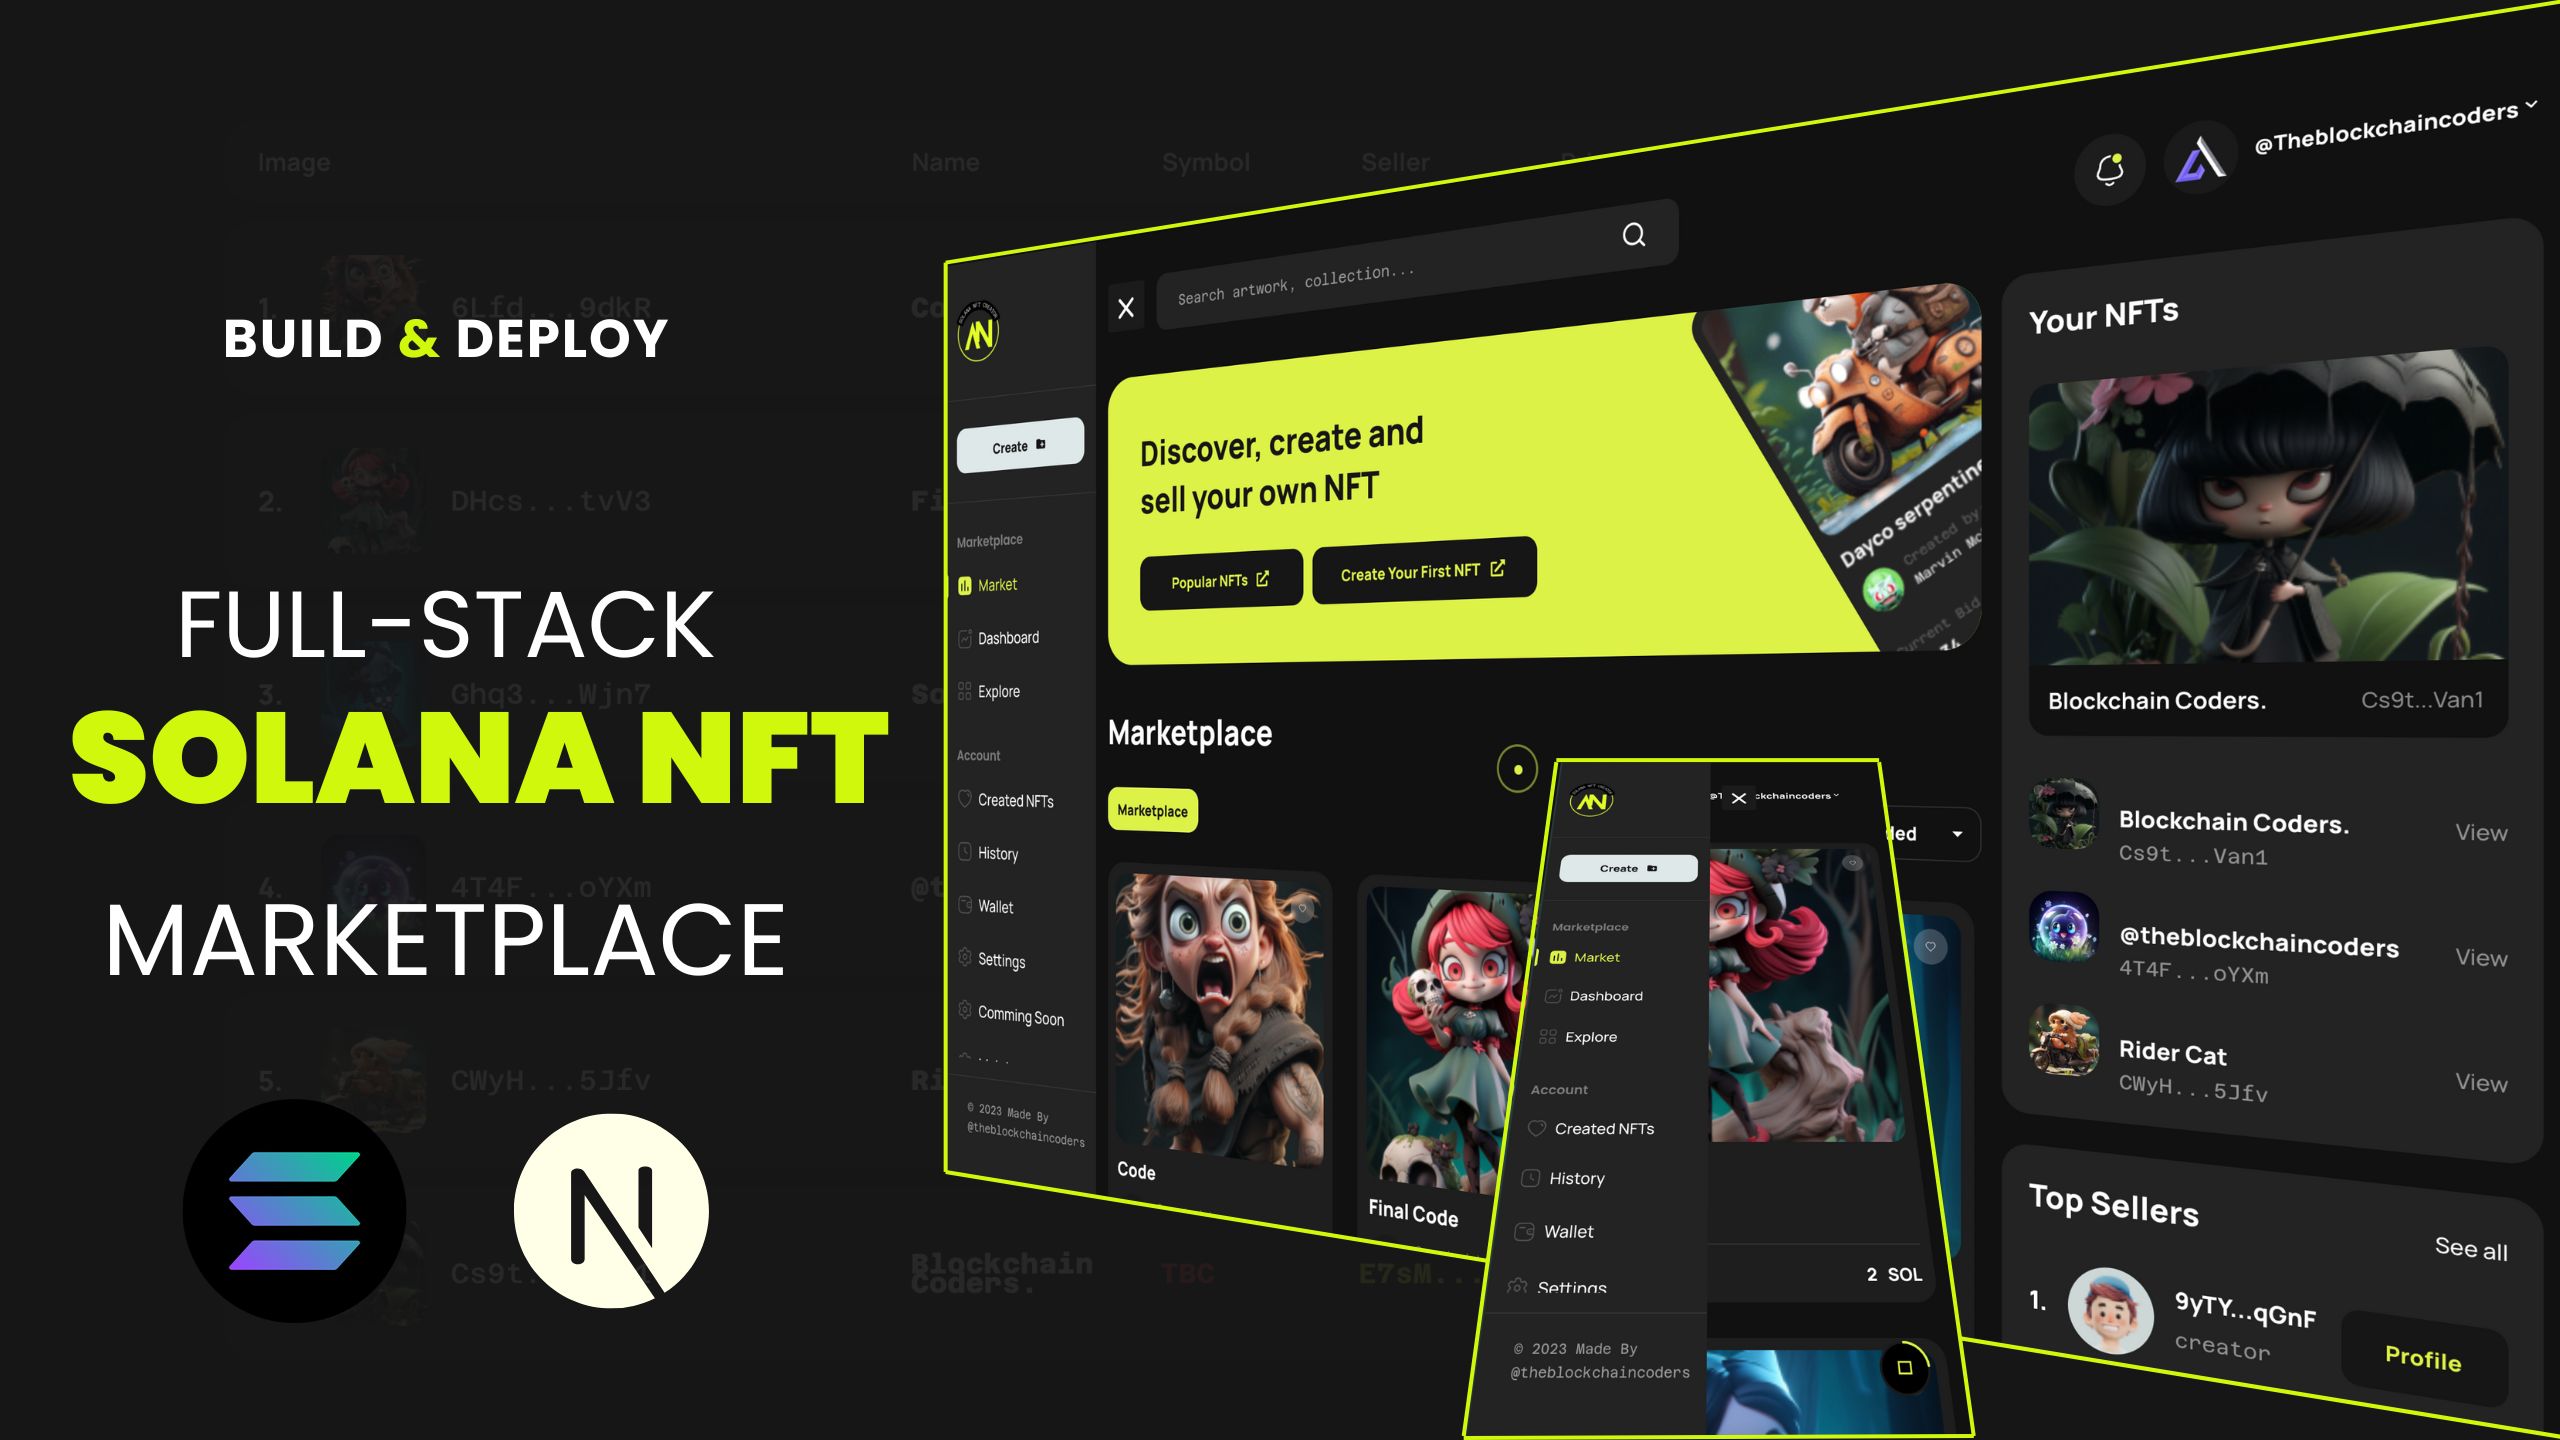 BUILD & DEPLOY
FULL-STACK
SOLANA NFT
MARKETPLACE
Image
Name
Symbol
Seller
1.
6Lfd...9dkR
2.
DHcs...tvV3
3.
Ghq3...Wjn7
4.
4T4F...oYXm
5.
CWyH...5Jfv
Cs9t...
Blockchain
Coders.
TBC
E7sM...
Create
Marketplace
Market
Dashboard
Explore
Account
Created NFTs
History
Wallet
Settings
Comming Soon
© 2023 Made By
@theblockchaincoders
X
Search artwork, collection...
@Theblockchaincoders
Discover, create and
sell your own NFT
Popular NFTs
Create Your First NFT
Dayco serpentine
Created by
Marvin Mc
Current Bid
Marketplace
Marketplace
Code
Final Code
Create
Marketplace
Market
Dashboard
Explore
Account
Created NFTs
History
Wallet
Settings
© 2023 Made By
@theblockchaincoders
2 SOL
Your NFTs
Blockchain Coders.
Cs9t...Van1
Blockchain Coders.
Cs9t...Van1
View
@theblockchaincoders
4T4F...oYXm
View
Rider Cat
CWyH...5Jfv
View
Top Sellers
See all
1.
9yTY...qGnF
creator
Profile